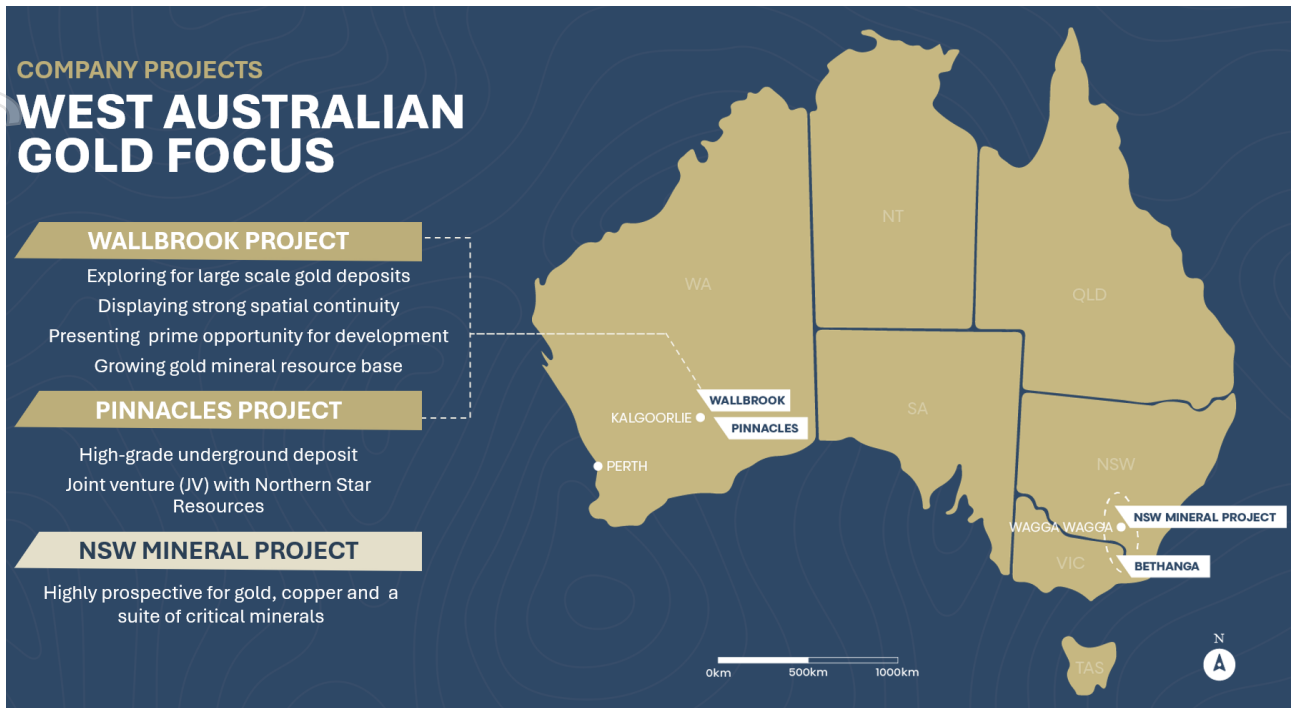 COMPANY PROJECTS
WEST AUSTRALIAN
GOLD FOCUS
WALLBROOK PROJECT
Exploring for large scale gold deposits
Displaying strong spatial continuity
Presenting prime opportunity for development
Growing gold mineral resource base
PINNACLES PROJECT
High-grade underground deposit
Joint venture (JV) with Northern Star
Resources
NSW MINERAL PROJECT
Highly prospective for gold, copper and a
suite of critical minerals
NT
WA
QLD
WALLBROOK
SA
KALGOORLIE
PINNACLES
PERTH
NSW
NSW MINERAL PROJECT
WAGGA WAGGA
VIC
BETHANGA
TAS
N
0km 500km 1000km